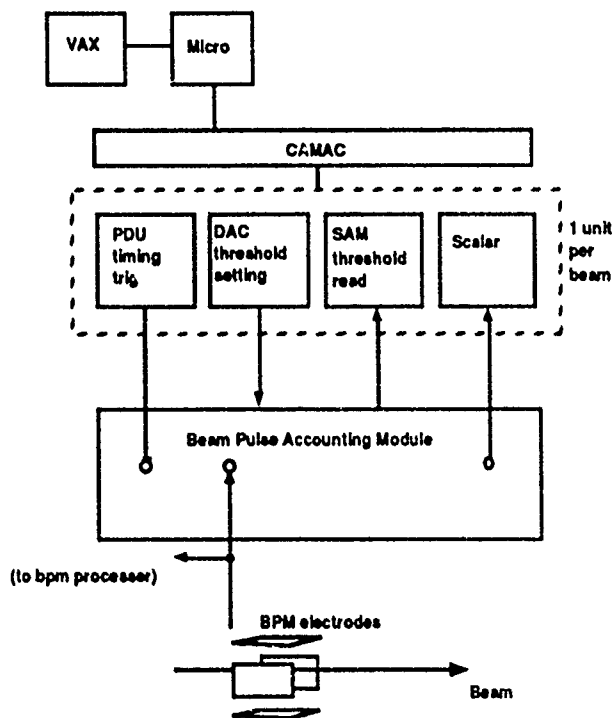 VAX
Micro
CAMAC
PDU
timing
trig
DAC
threshold
setting
SAM
threshold
read
Scalar
1 unit
per
beam
Beam Pulse Accounting Module
(to bpm processer)
BPM electrodes
Beam